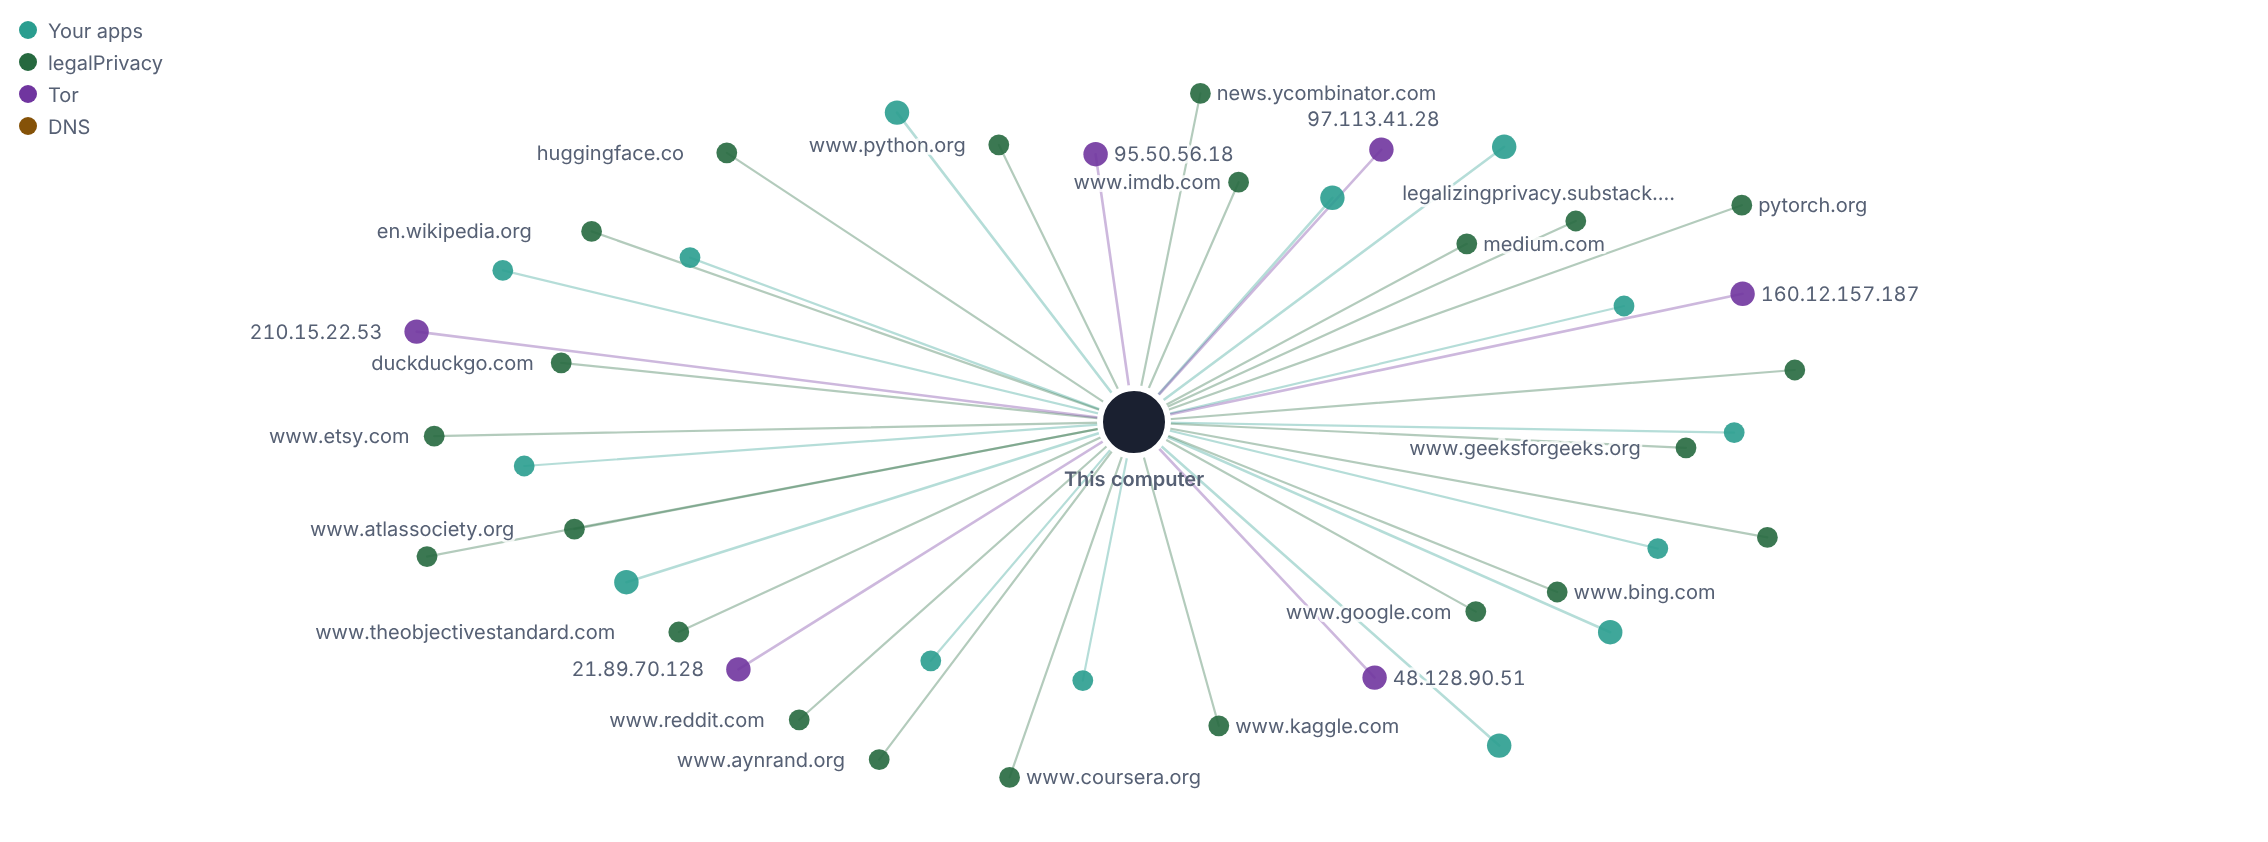 Your apps
legalPrivacy
Tor
DNS
news.ycombinator.com
97.113.41.28
www.python.org
huggingface.co
95.50.56.18
www.imdb.com
legalizingprivacy.substack....
pytorch.org
en.wikipedia.org
medium.com
160.12.157.187
210.15.22.53
duckduckgo.com
www.etsy.com
www.geeksforgeeks.org
This computer
www.atlassociety.org
www.bing.com
www.google.com
www.theobjectivestandard.com
21.89.70.128
48.128.90.51
www.reddit.com
www.kaggle.com
www.aynrand.org
www.coursera.org